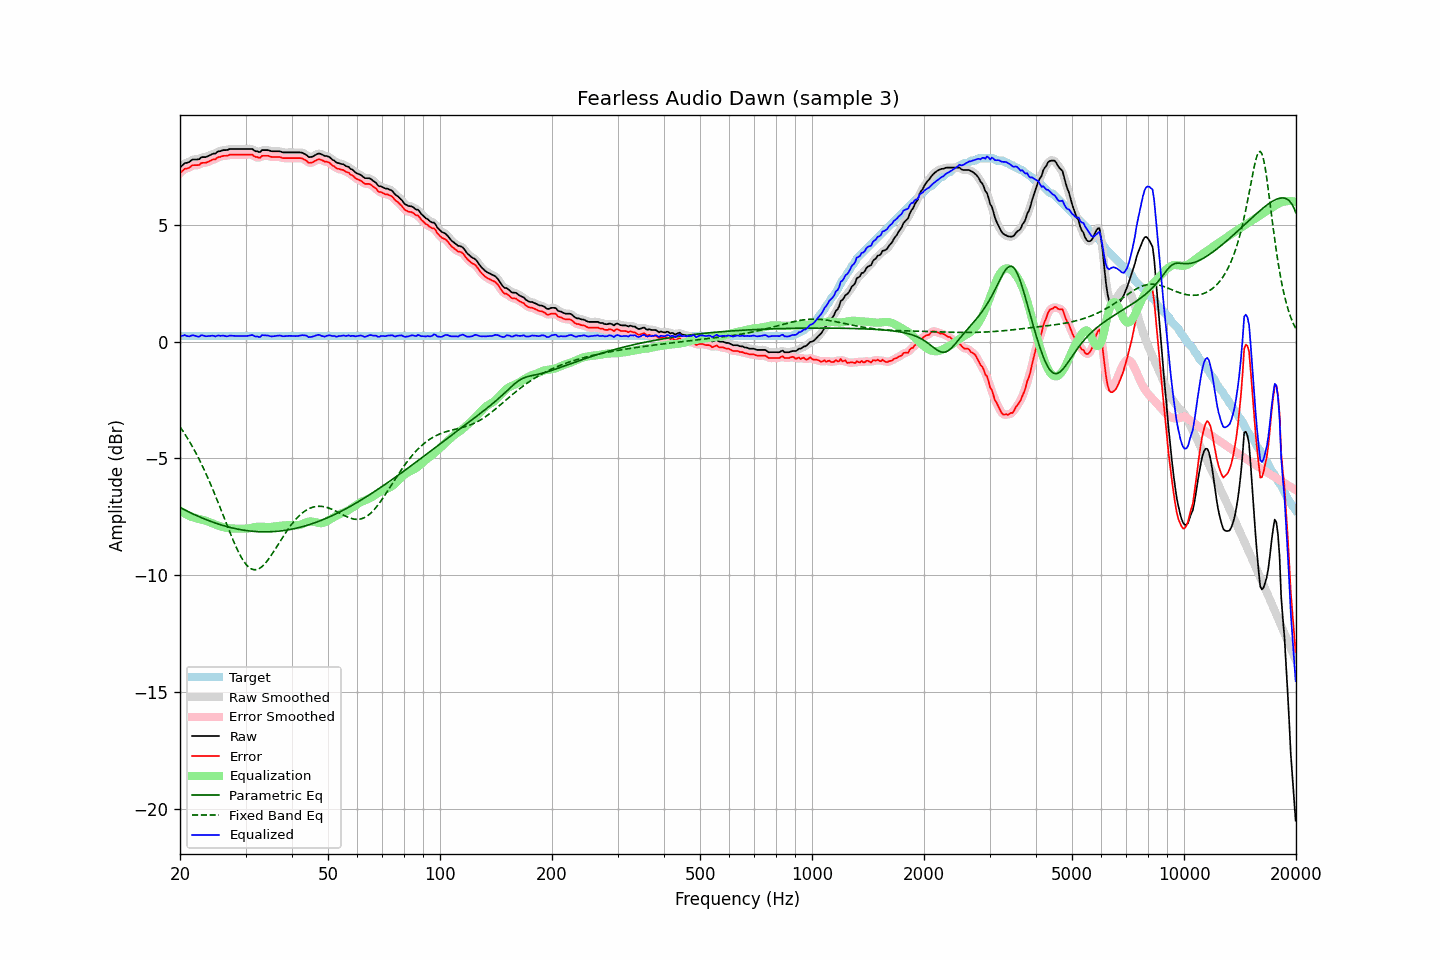 Fearless Audio Dawn (sample 3)
Amplitude (dBr)
5
0
−5
−10
−15
−20
Target
Raw Smoothed
Error Smoothed
Raw
Error
Equalization
Parametric Eq
Fixed Band Eq
Equalized
20 50 100 200 500 1000 2000 5000 10000 20000
Frequency (Hz)